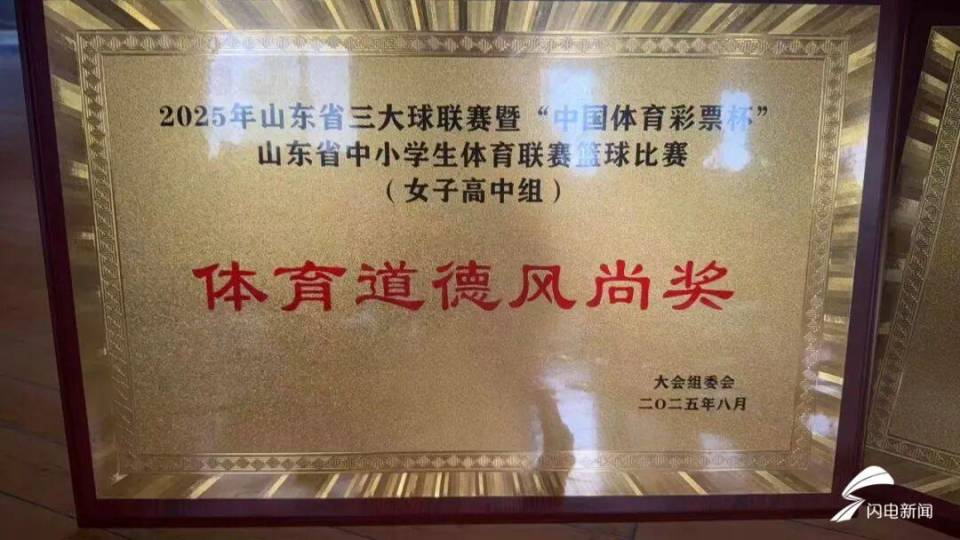 2025年山东省三大球联赛暨“中国体育彩票杯”
山东省中小学生体育联赛篮球比赛
（女子高中组）
体育道德风尚奖
大会组委会
二〇二五年八月
闪电新闻